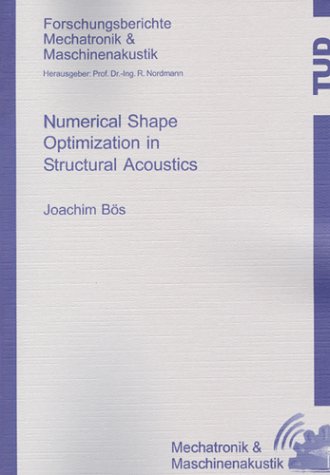 Forschungsberichte
Mechatronik &
Maschinenakustik
Herausgeber: Prof. Dr.-Ing. R. Nordmann
TUD
Numerical Shape
Optimization in
Structural Acoustics
Joachim Bös
Mechatronik &
Maschinenakustik